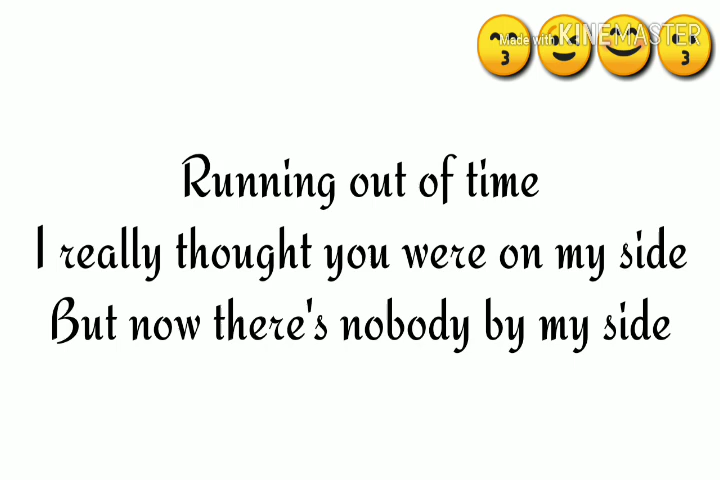 Made with KINEMASTER
Running out of time
I really thought you were on my side
But now there's nobody by my side